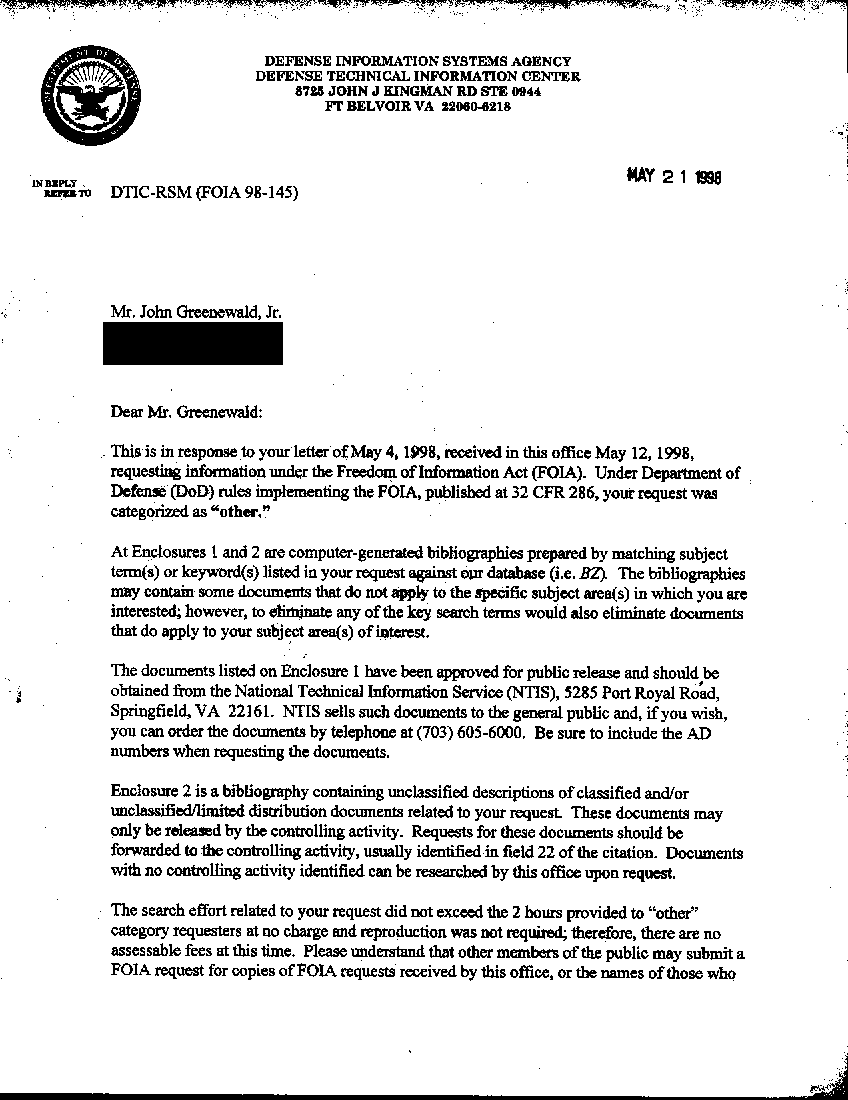 DEFENSE INFORMATION SYSTEMS AGENCY
DEFENSE TECHNICAL INFORMATION CENTER
8725 JOHN J KINGMAN RD STE 0944
FT BELVOIR VA 22060-6218
DEPARTMENT OF DEFENSE
MAY 21 1998
IN REPLY
REFER TO DTIC-RSM (FOIA 98-145)
Mr. John Greenewald, Jr.
Dear Mr. Greenewald:
This is in response to your letter of May 4, 1998, received in this office May 12, 1998,
requesting information under the Freedom of Information Act (FOIA). Under Department of
Defense (DoD) rules implementing the FOIA, published at 32 CFR 286, your request was
categorized as “other.”
At Enclosures 1 and 2 are computer-generated bibliographies prepared by matching subject
term(s) or keyword(s) listed in your request against our database (i.e. BZ). The bibliographies
may contain some documents that do not apply to the specific subject area(s) in which you are
interested; however, to eliminate any of the key search terms would also eliminate documents
that do apply to your subject area(s) of interest.
The documents listed on Enclosure 1 have been approved for public release and should be
obtained from the National Technical Information Service (NTIS), 5285 Port Royal Road,
Springfield, VA 22161. NTIS sells such documents to the general public and, if you wish,
you can order the documents by telephone at (703) 605-6000. Be sure to include the AD
numbers when requesting the documents.
Enclosure 2 is a bibliography containing unclassified descriptions of classified and/or
unclassified/limited distribution documents related to your request. These documents may
only be released by the controlling activity. Requests for these documents should be
forwarded to the controlling activity, usually identified in field 22 of the citation. Documents
with no controlling activity identified can be researched by this office upon request.
The search effort related to your request did not exceed the 2 hours provided to “other”
category requesters at no charge and reproduction was not required; therefore, there are no
assessable fees at this time. Please understand that other members of the public may submit a
FOIA request for copies of FOIA requests received by this office, or the names of those who